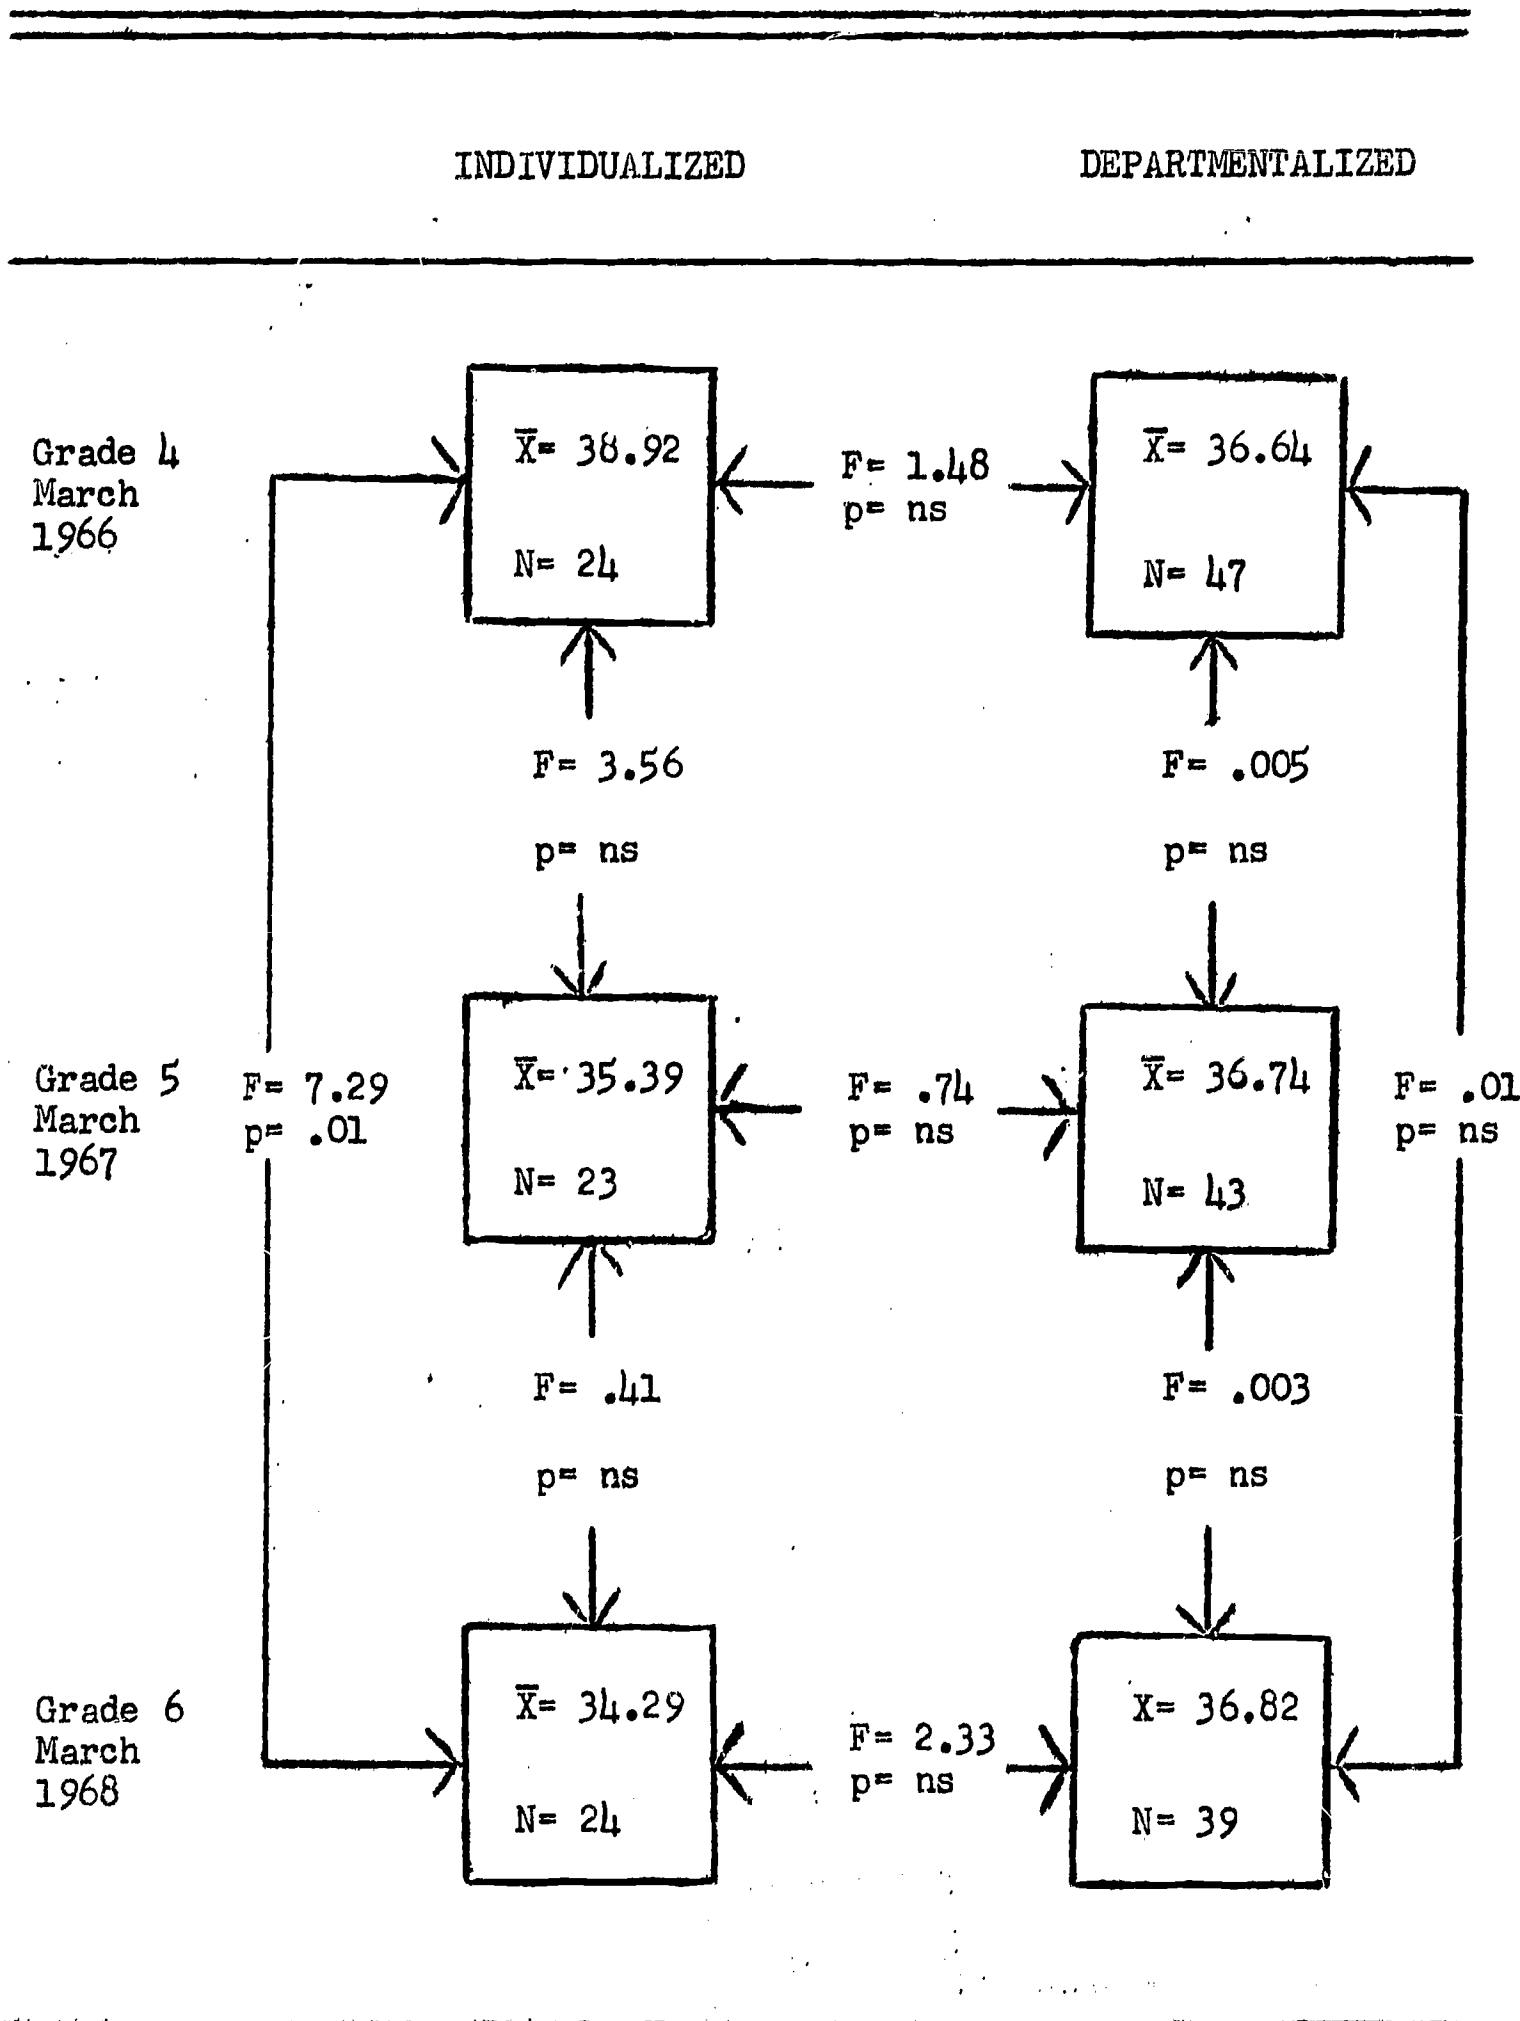 INDIVIDUALIZED DEPARTMENTALIZED
Grade 4
March
1966
X̅= 38.92
N= 24
F= 1.48
p= ns
X̅= 36.64
N= 47
F= 3.56
p= ns
F= .005
p= ns
Grade 5
March
1967
F= 7.29
p= .01
X̅= 35.39
N= 23
F= .74
p= ns
X̅= 36.74
N= 43
F= .01
p= ns
F= .41
p= ns
F= .003
p= ns
Grade 6
March
1968
X̅= 34.29
N= 24
F= 2.33
p= ns
X= 36.82
N= 39